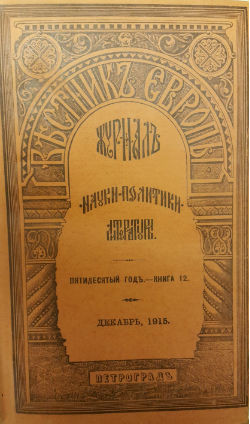 ВѢСТНИКЪ ЕВРОПЫ
ЖУРНАЛЪ
НАУКИ-ПОЛИТИКИ
ЛИТЕРАТУРЫ.
ПЯТИДЕСЯТЫЙ ГОДЪ.—КНИГА 12.
ДЕКАБРЬ, 1915.
ПЕТРОГРАДЪ